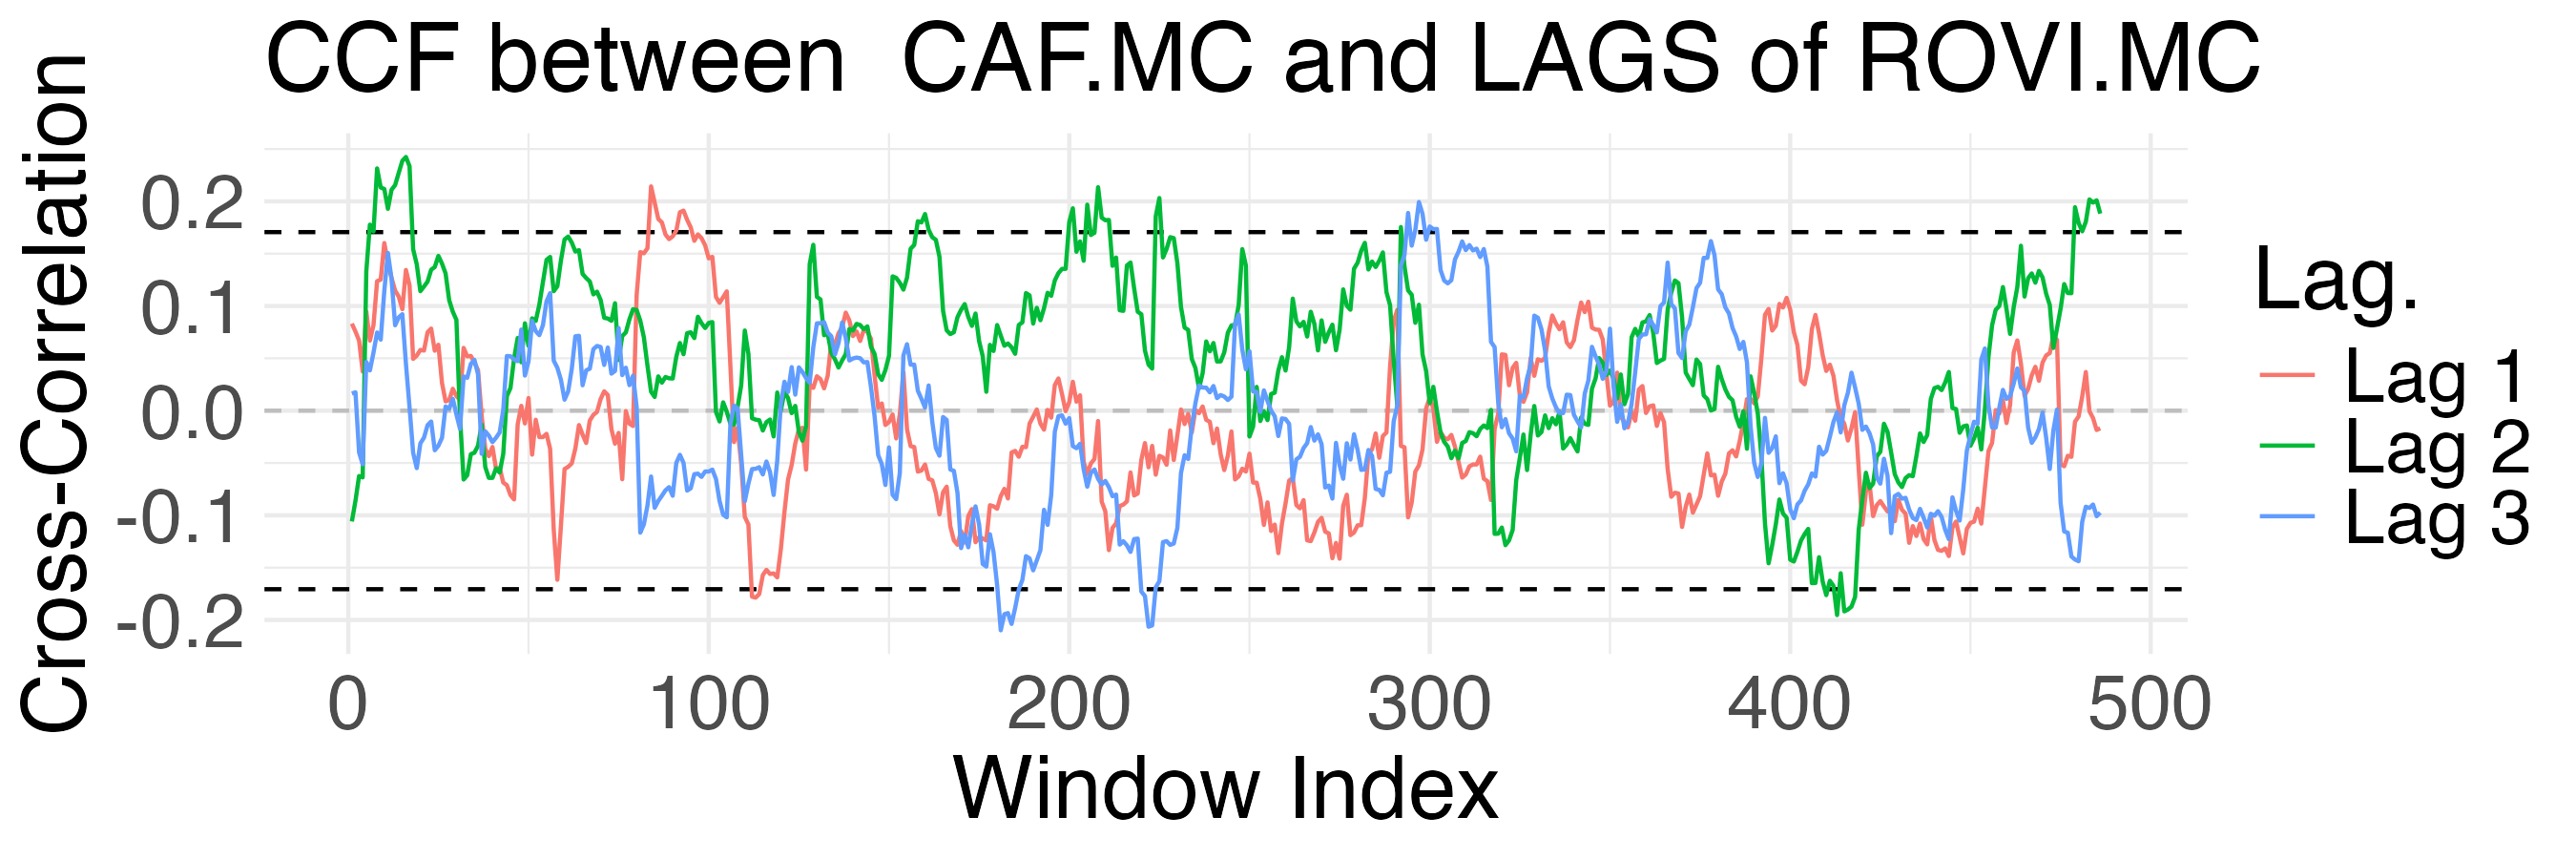 CCF between  CAF.MC and LAGS of ROVI.MC
Cross-Correlation
0.2
0.1
0.0
-0.1
-0.2
0 100 200 300 400 500
Window Index
Lag.
Lag 1
Lag 2
Lag 3